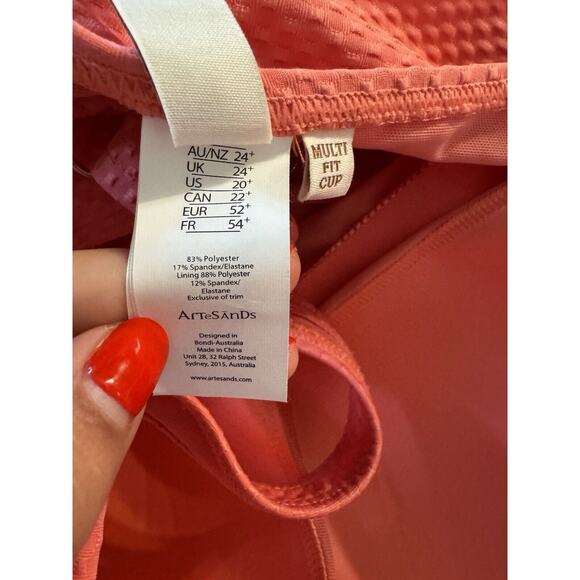 AU/NZ 24+
UK 24+
US 20+
CAN 22+
EUR 52+
FR 54+
83% Polyester
17% Spandex/Elastane
Lining 88% Polyester
12% Spandex/
Elastane
Exclusive of trim
ARTeSANDs
Designed in
Bondi-Australia
Made in China
Unit 28, 32 Ralph Street
Sydney, 2015, Australia
www.artesands.com
MULTI
FIT
CUP